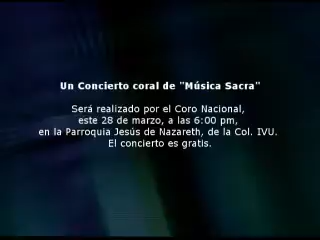 Un Concierto coral de "Música Sacra"
Será realizado por el Coro Nacional,
este 28 de marzo, a las 6:00 pm,
en la Parroquia Jesús de Nazareth, de la Col. IVU.
El concierto es gratis.